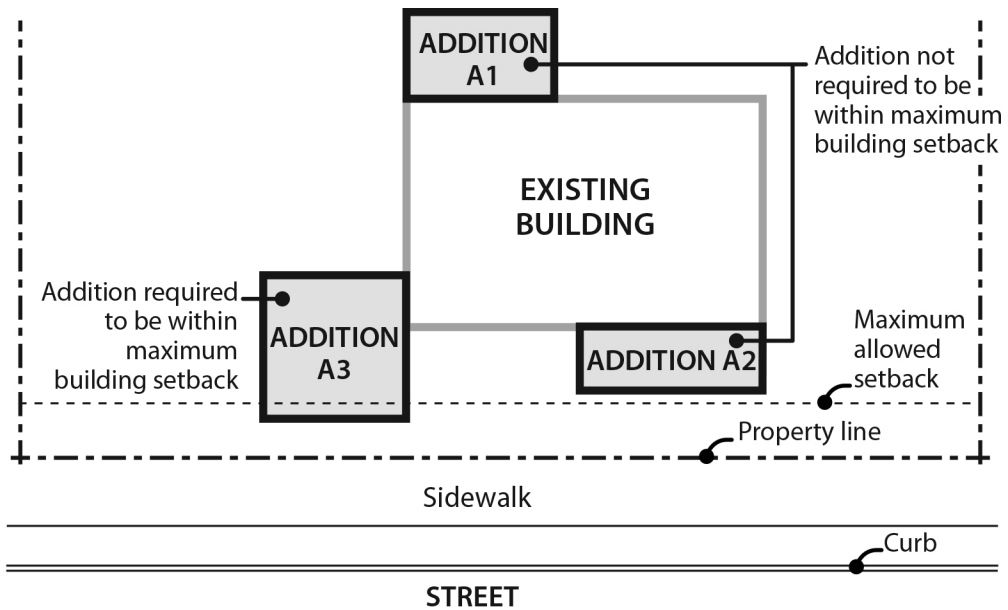 ADDITION
A1
Addition not
required to be
within maximum
building setback
EXISTING
BUILDING
Addition required
to be within
maximum
building setback
ADDITION
A3
ADDITION A2
Maximum
allowed
setback
Property line
Sidewalk
Curb
STREET